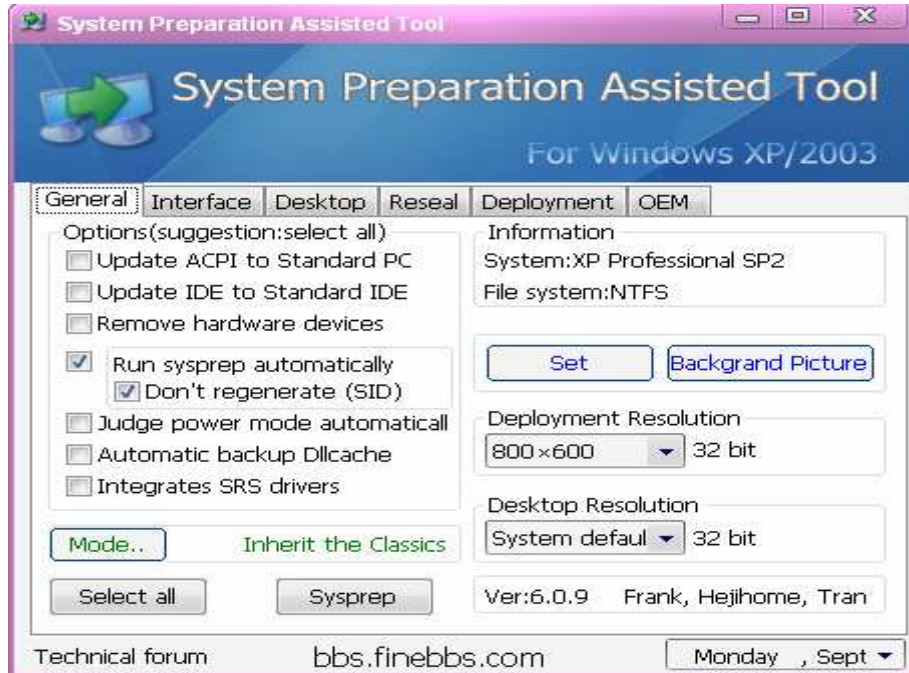 System Preparation Assisted Tool
System Preparation Assisted Tool
For Windows XP/2003
General Interface Desktop Reseal Deployment OEM
Options(suggestion:select all)
Update ACPI to Standard PC
Update IDE to Standard IDE
Remove hardware devices
Run sysprep automatically
Don't regenerate (SID)
Judge power mode automaticall
Automatic backup Dllcache
Integrates SRS drivers
Mode.. Inherit the Classics
Select all Sysprep
Information
System:XP Professional SP2
File system:NTFS
Set Backgrand Picture
Deployment Resolution
800×600 32 bit
Desktop Resolution
System defaul 32 bit
Ver:6.0.9 Frank, Hejihome, Tran
Technical forum bbs.finebbs.com Monday , Sept